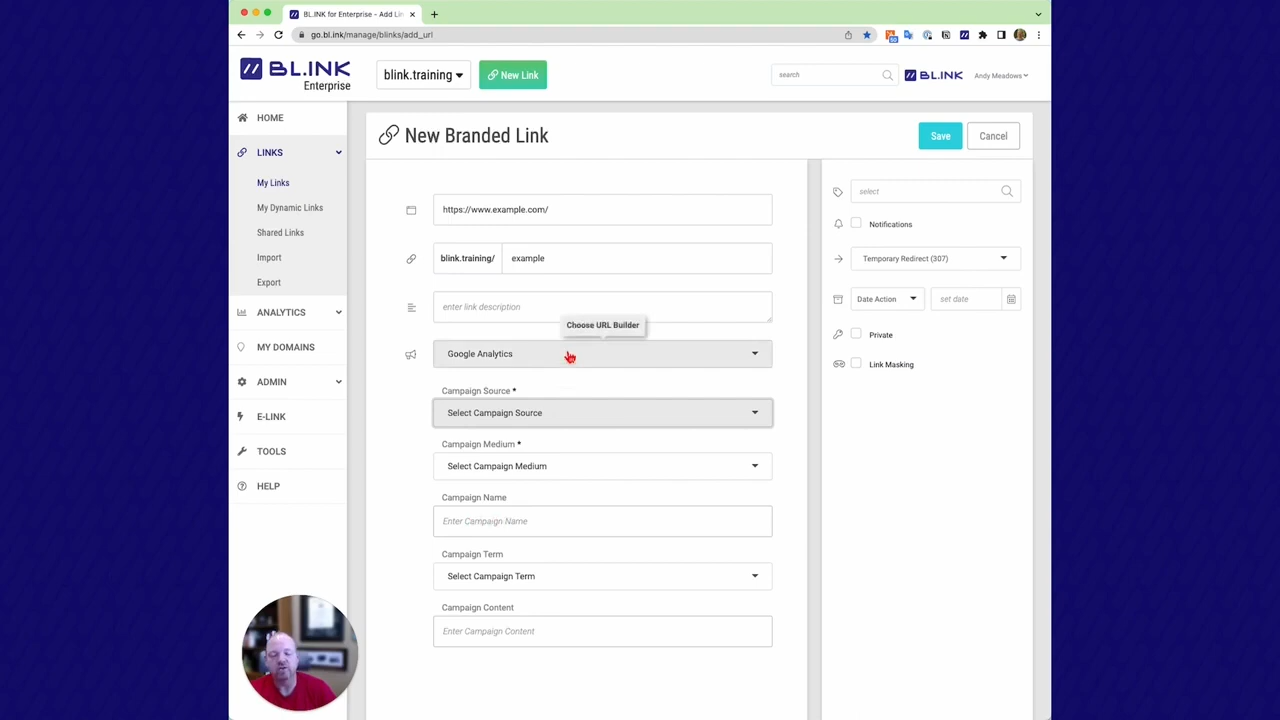 BL.INK for Enterprise - Add Lin
go.bl.ink/manage/blinks/add_url
BL.INK
Enterprise
blink.training
New Link
search
BL.INK
Andy Meadows
HOME
LINKS
My Links
My Dynamic Links
Shared Links
Import
Export
ANALYTICS
MY DOMAINS
ADMIN
E-LINK
TOOLS
HELP
New Branded Link
Save
Cancel
https://www.example.com/
blink.training/
example
enter link description
Choose URL Builder
Google Analytics
Campaign Source *
Select Campaign Source
Campaign Medium *
Select Campaign Medium
Campaign Name
Enter Campaign Name
Campaign Term
Select Campaign Term
Campaign Content
Enter Campaign Content
select
Notifications
Temporary Redirect (307)
Date Action
set date
Private
Link Masking